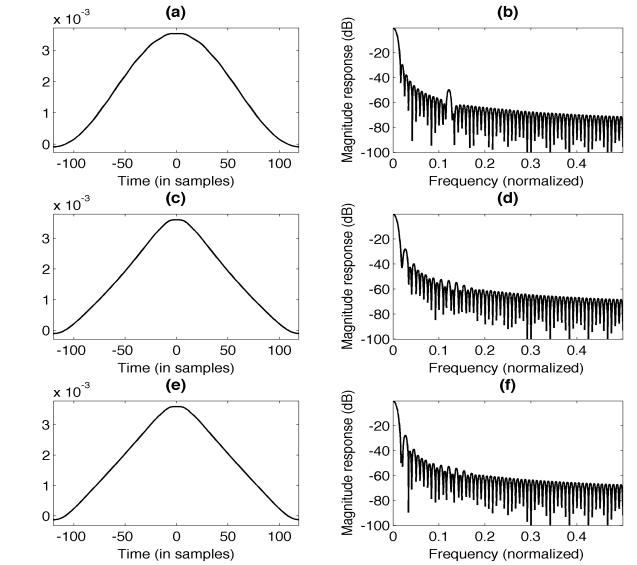 (a)
x 10^-3
3
2
1
0
-100 -50 0 50 100
Time (in samples)
(b)
Magnitude response (dB)
-20
-40
-60
-80
-100
0 0.1 0.2 0.3 0.4
Frequency (normalized)
(c)
x 10^-3
3
2
1
0
-100 -50 0 50 100
Time (in samples)
(d)
Magnitude response (dB)
-20
-40
-60
-80
-100
0 0.1 0.2 0.3 0.4
Frequency (normalized)
(e)
x 10^-3
3
2
1
0
-100 -50 0 50 100
Time (in samples)
(f)
Magnitude response (dB)
-20
-40
-60
-80
-100
0 0.1 0.2 0.3 0.4
Frequency (normalized)